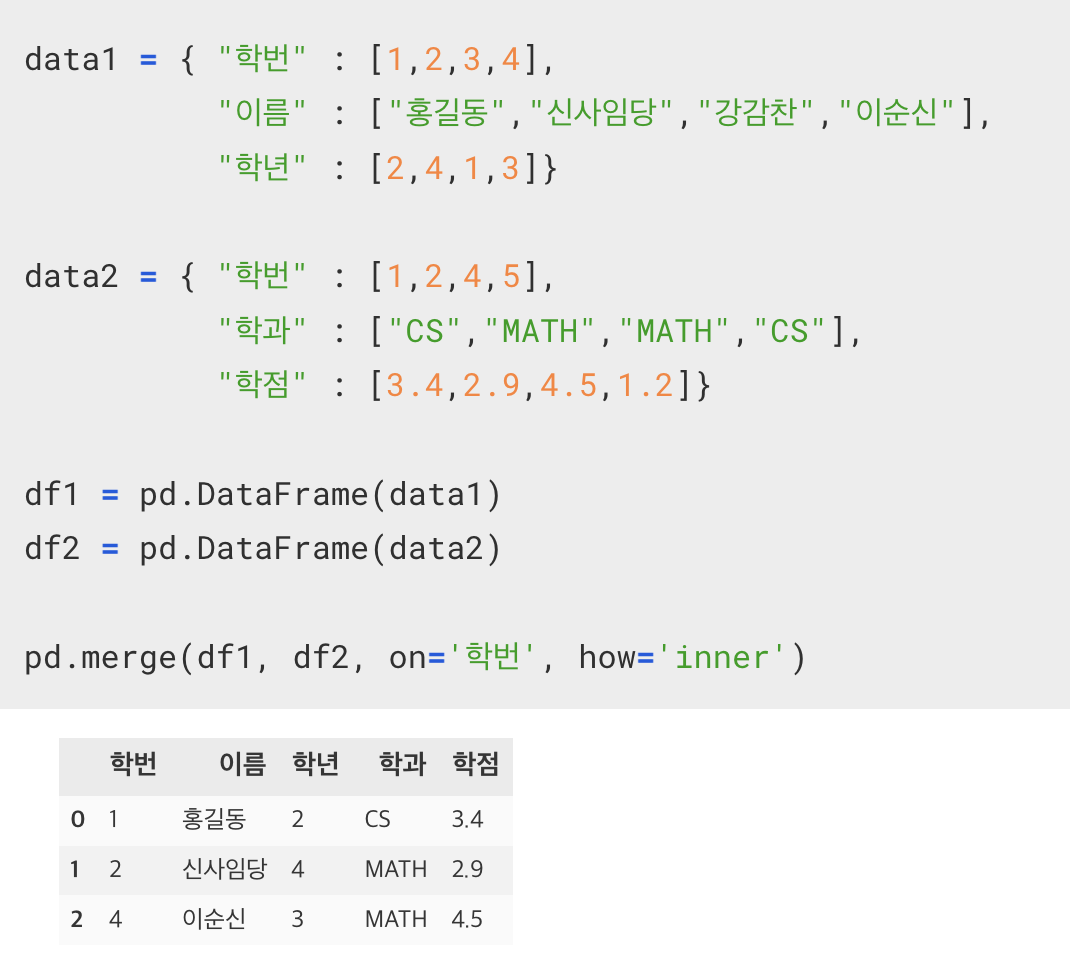 data1 = { "학번" : [1,2,3,4],
"이름" : ["홍길동","신사임당","강감찬","이순신"],
"학년" : [2,4,1,3]}
data2 = { "학번" : [1,2,4,5],
"학과" : ["CS","MATH","MATH","CS"],
"학점" : [3.4,2.9,4.5,1.2]}
df1 = pd.DataFrame(data1)
df2 = pd.DataFrame(data2)
pd.merge(df1, df2, on='학번', how='inner')
학번 이름 학년 학과 학점
0 1 홍길동 2 CS 3.4
1 2 신사임당 4 MATH 2.9
2 4 이순신 3 MATH 4.5